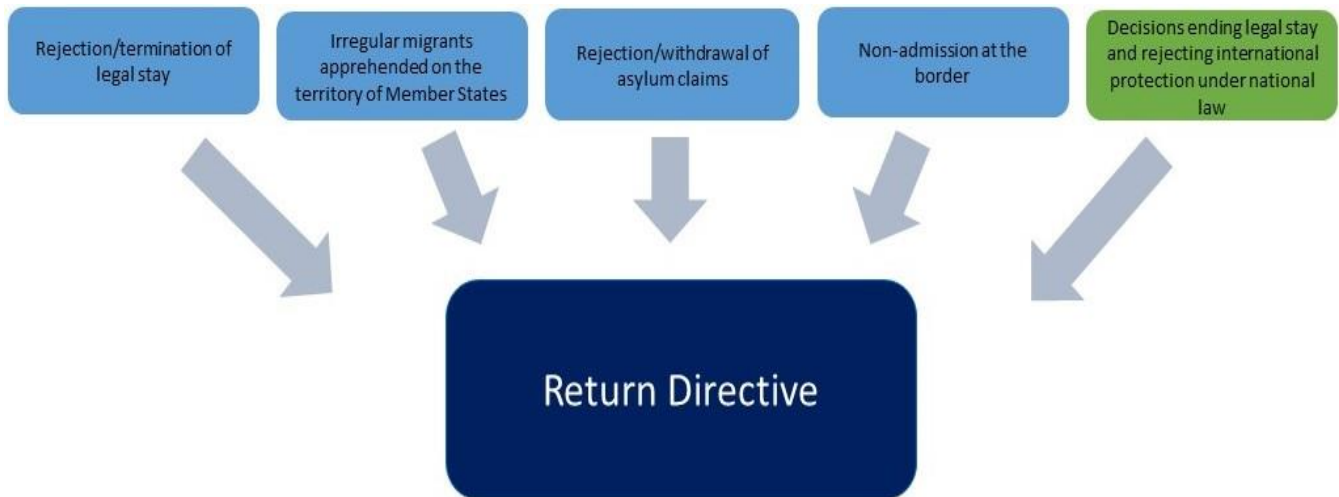 Rejection/termination of
legal stay
Irregular migrants
apprehended on the
territory of Member States
Rejection/withdrawal of
asylum claims
Non-admission at the
border
Decisions ending legal stay
and rejecting international
protection under national
law
Return Directive